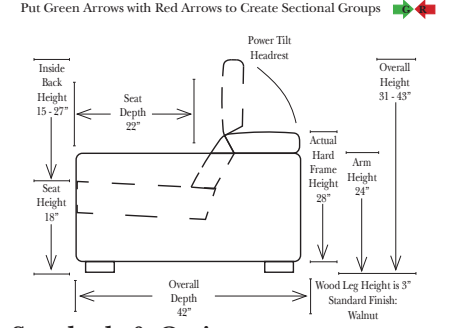 Put Green Arrows with Red Arrows to Create Sectional Groups
G R
Power Tilt
Headrest
Inside
Back
Height
15 - 27"
Seat
Depth
22"
Overall
Height
31 - 43"
Actual
Hard
Frame
Height
28"
Arm
Height
24"
Seat
Height
18"
Overall
Depth
42"
Wood Leg Height is 3"
Standard Finish:
Walnut